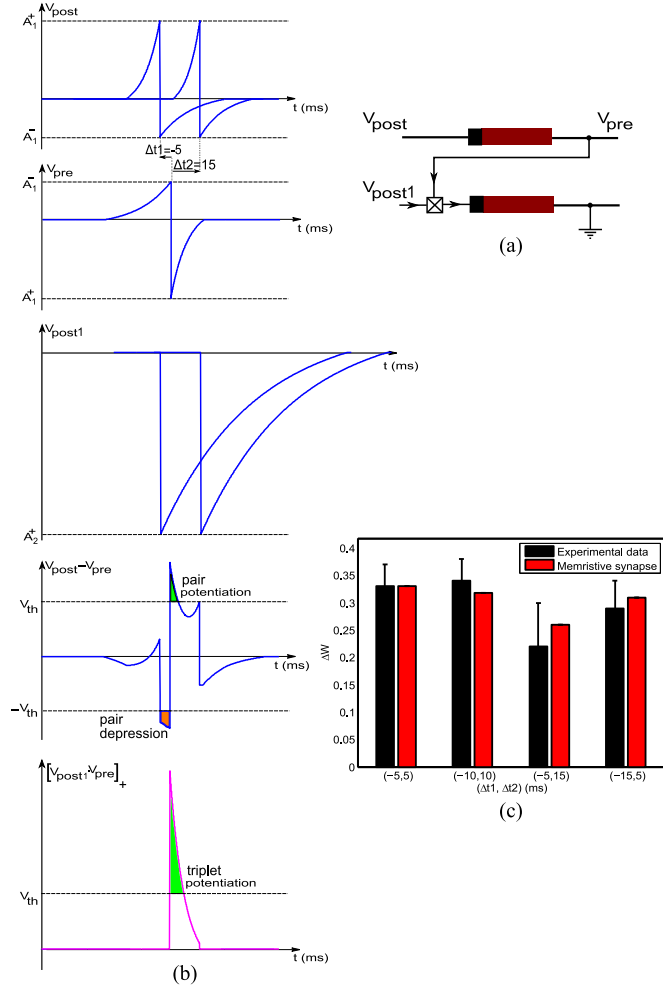 V_post
A_1^+
t (ms)
A_1^-
Δt1=-5
Δt2=15
V_pre
A_1^-
t (ms)
A_1^+
V_post1
t (ms)
A_2^+
V_post−V_pre
pair
potentiation
V_th
t (ms)
−V_th
pair
depression
[V_post1.V_pre]_+
triplet
potentiation
V_th
t (ms)
(b)
V_post
V_pre
V_post1
(a)
0,4
0.35
0.3
0.25
0.2
0.15
0.1
0.05
0
ΔW
Experimental data
Memristive synapse
(−5,5) (−10,10) (−5,15) (−15,5)
(Δt1, Δt2) (ms)
(c)